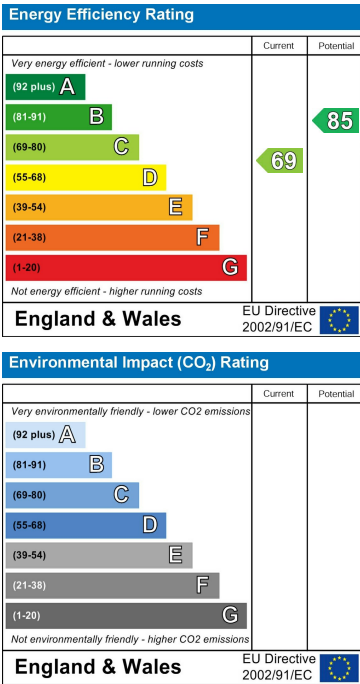 Energy Efficiency Rating
Current Potential
Very energy efficient - lower running costs
(92 plus) A
(81-91) B
85
(69-80) C
69
(55-68) D
(39-54) E
(21-38) F
(1-20) G
Not energy efficient - higher running costs
England & Wales
EU Directive
2002/91/EC
Environmental Impact (CO₂) Rating
Current Potential
Very environmentally friendly - lower CO2 emissions
(92 plus) A
(81-91) B
(69-80) C
(55-68) D
(39-54) E
(21-38) F
(1-20) G
Not environmentally friendly - higher CO2 emissions
England & Wales
EU Directive
2002/91/EC